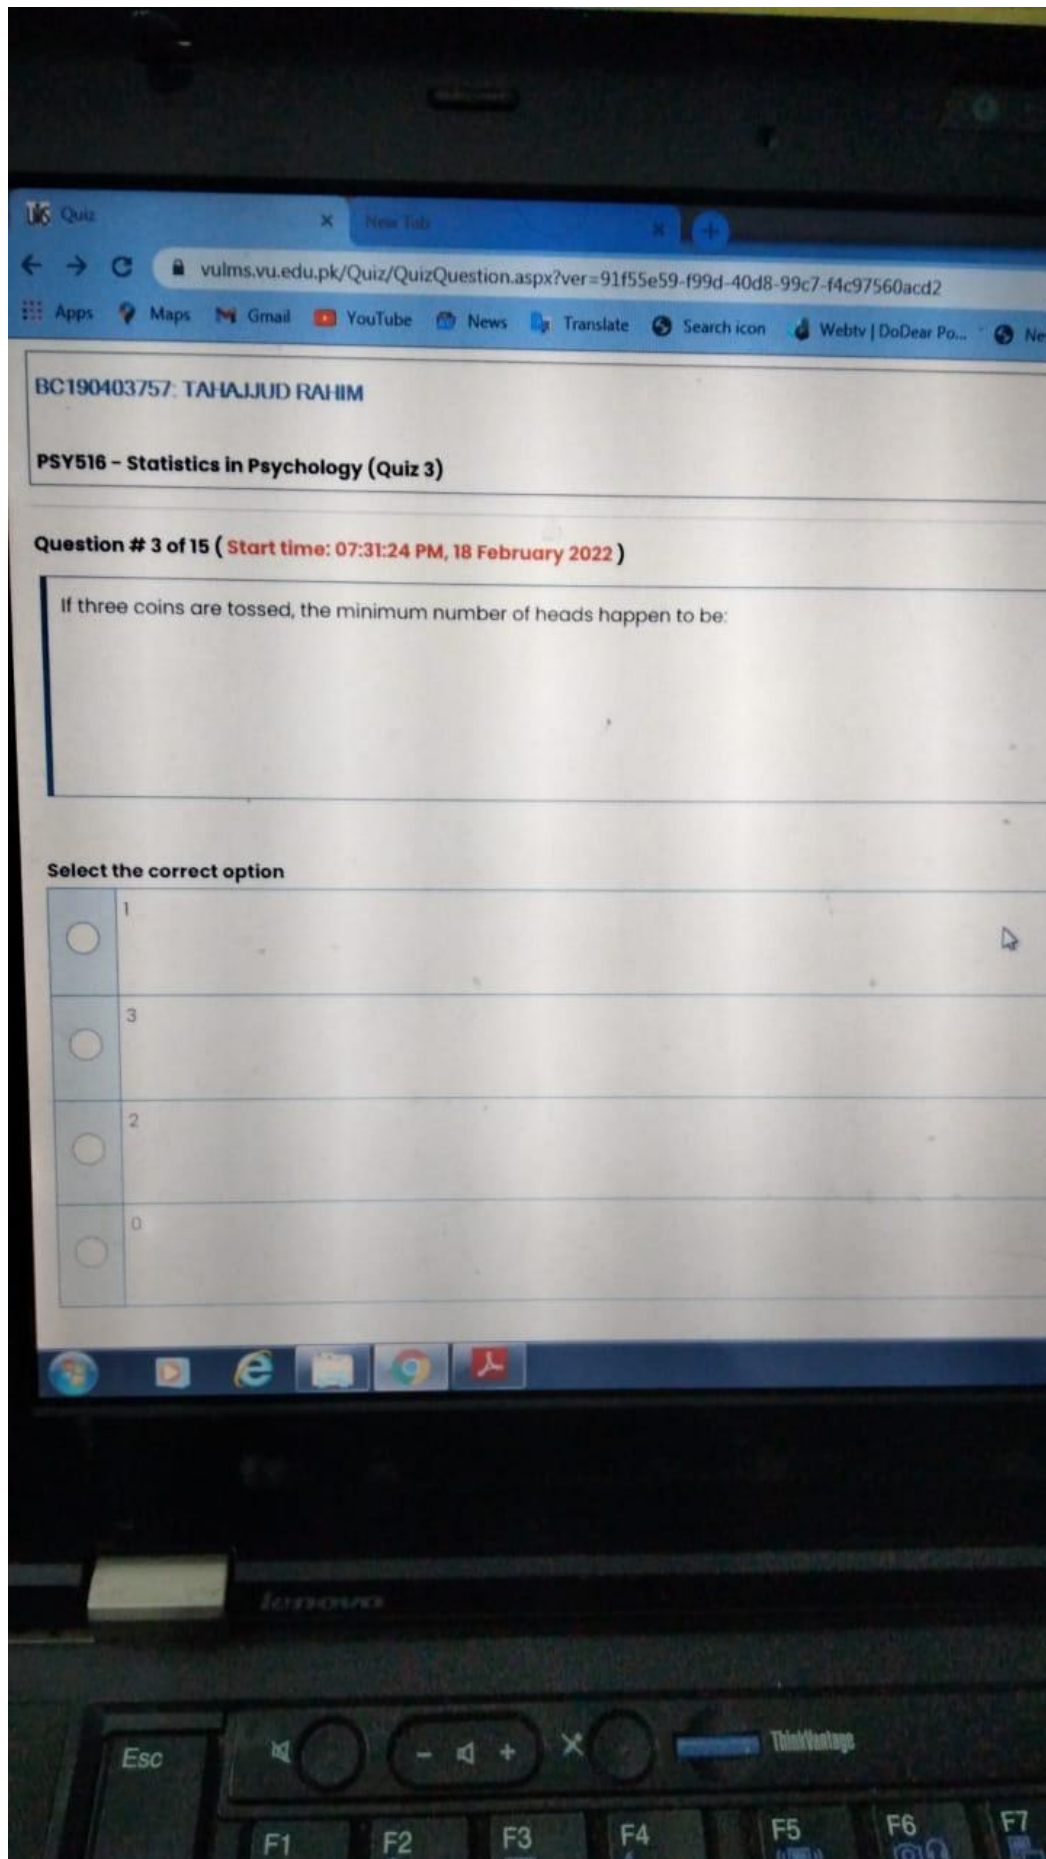 Quiz
New Tab
vulms.vu.edu.pk/Quiz/QuizQuestion.aspx?ver=91f55e59-f99d-40d8-99c7-f4c97560acd2
Apps Maps Gmail YouTube News Translate Search icon Webtv | DoDear Po... Ne
BC190403757: TAHAJJUD RAHIM
PSY516 - Statistics in Psychology (Quiz 3)
Question # 3 of 15 ( Start time: 07:31:24 PM, 18 February 2022 )
If three coins are tossed, the minimum number of heads happen to be:
Select the correct option
1
3
2
0
lenovo
ThinkVantage
Esc
F1 F2 F3 F4 F5 F6 F7